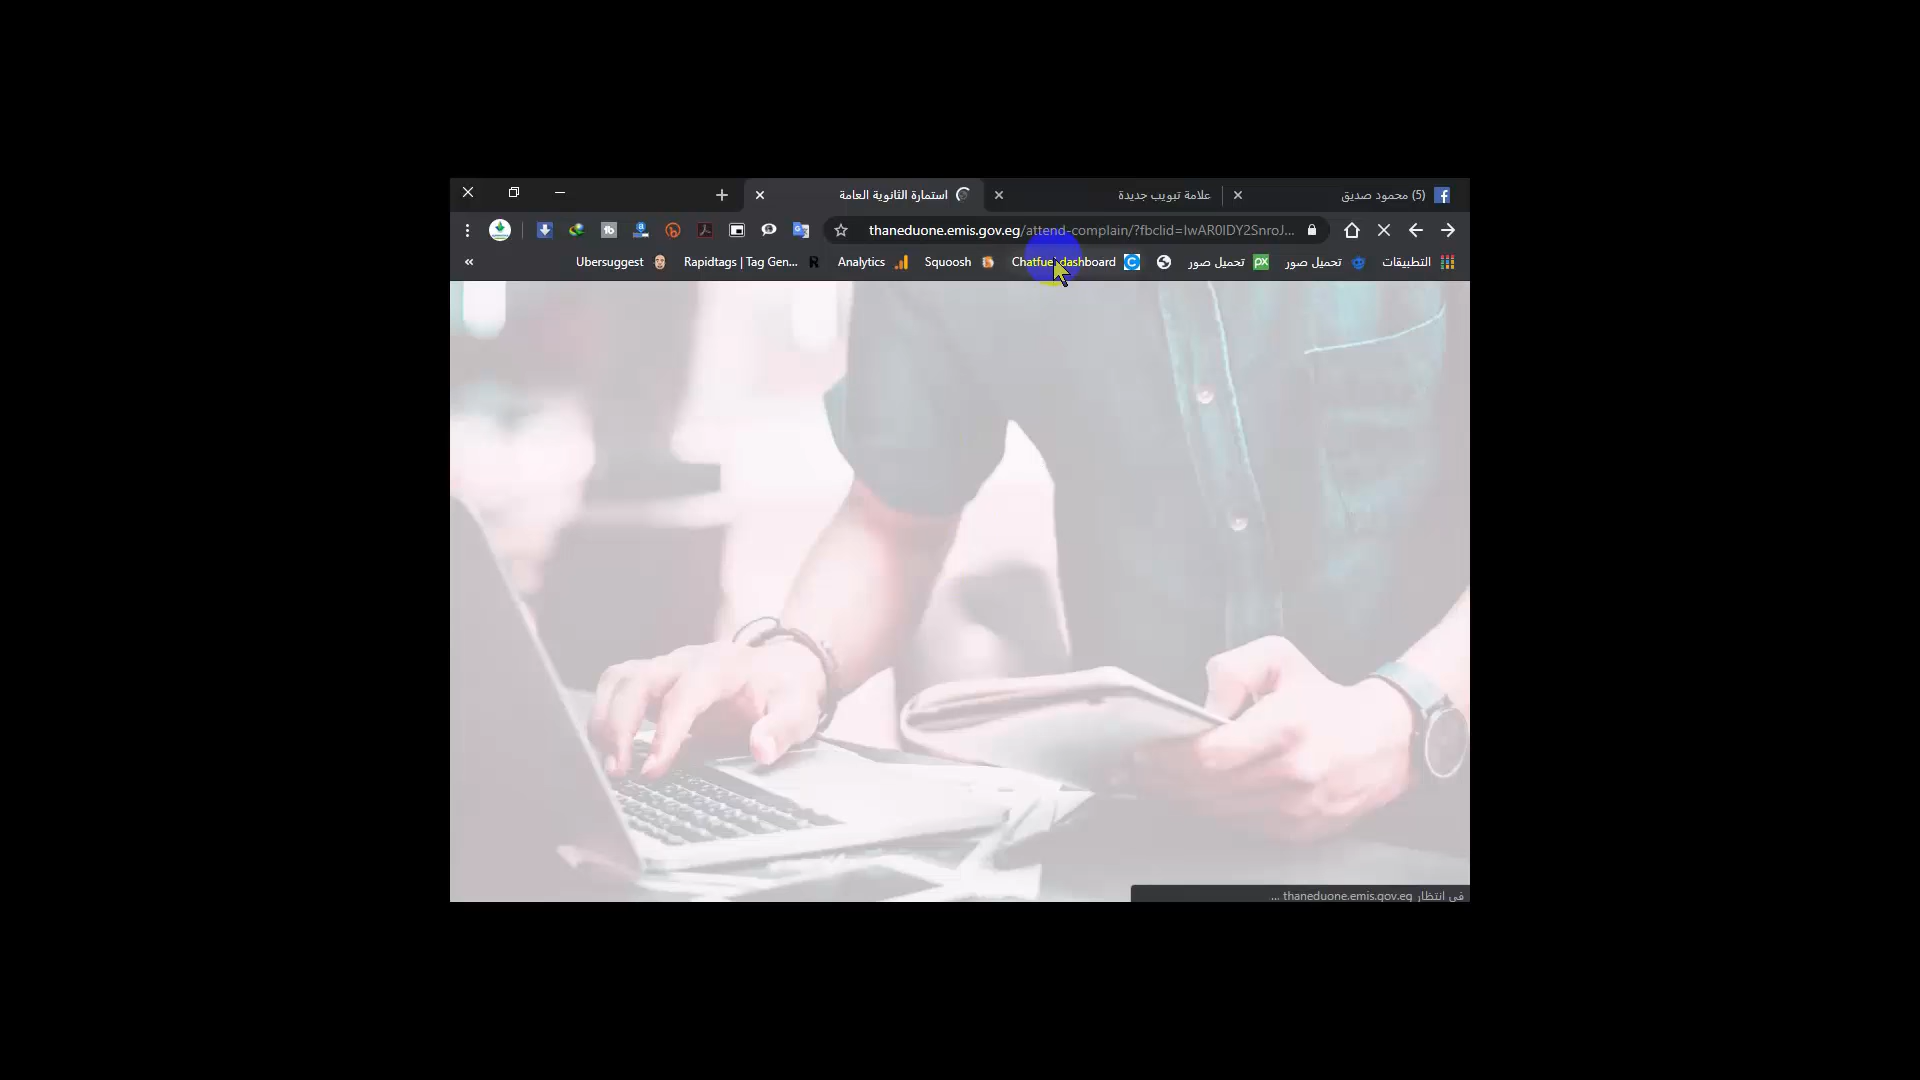 (5) محمود صديق
علامة تبويب جديدة
استمارة الثانوية العامة
thaneduone.emis.gov.eg/attend-complain/?fbclid=IwAR0IDY2SnroJ...
التطبيقات
تحميل صور
تحميل صور
Chatfuel dashboard
Squoosh
Analytics
Rapidtags | Tag Gen...
Ubersuggest
في انتظار thaneduone.emis.gov.eg ...